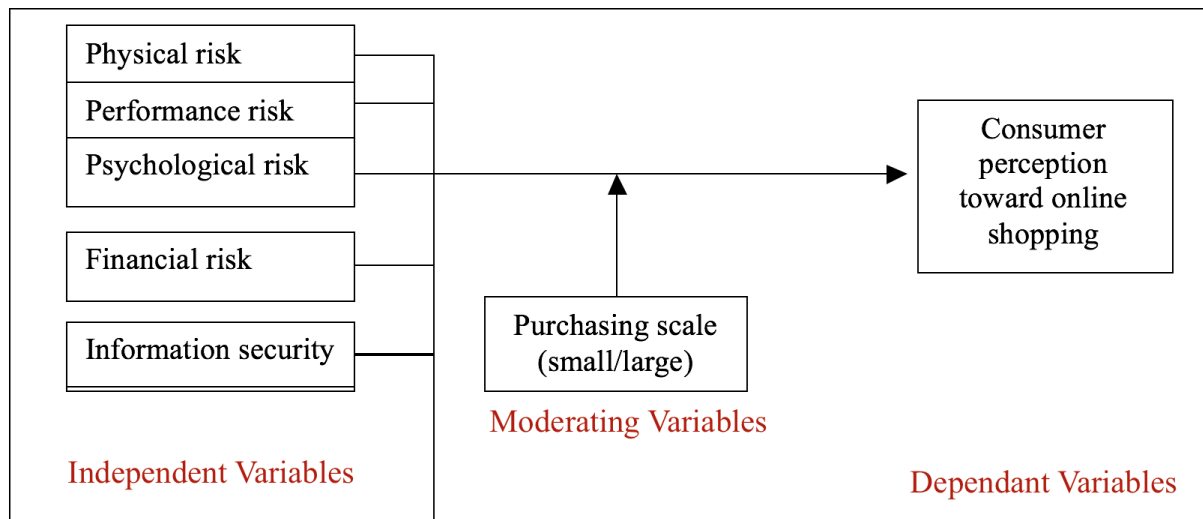 Physical risk
Performance risk
Psychological risk
Financial risk
Information security
Independent Variables
Purchasing scale
(small/large)
Moderating Variables
Consumer
perception
toward online
shopping
Dependant Variables